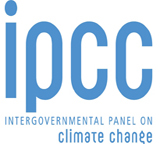 ipcc
INTERGOVERNMENTAL PANEL ON
climate change